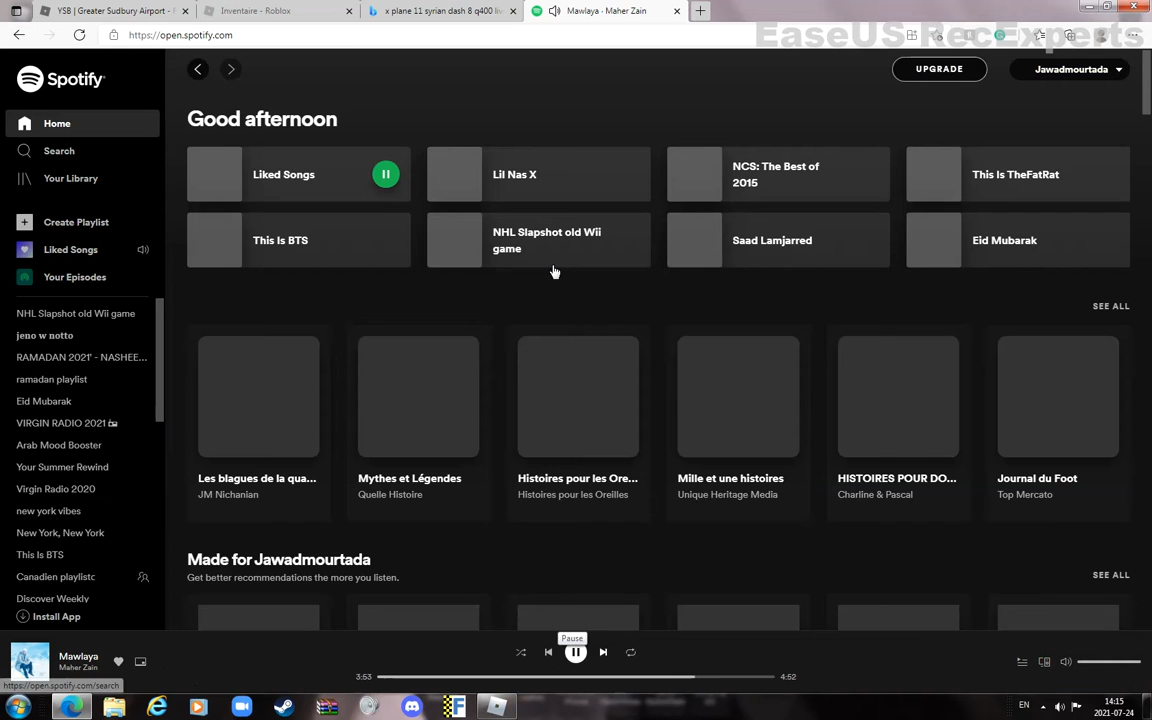 YSB | Greater Sudbury Airport -
Inventaire - Roblox
x plane 11 syrian dash 8 q400 liv
Mawlaya · Maher Zain
https://open.spotify.com
EaseUS RecExperts
Spotify
UPGRADE
Jawadmourtada
Home
Search
Your Library
Create Playlist
Liked Songs
Your Episodes
NHL Slapshot old Wii game
jeno w notto
RAMADAN 2021' - NASHEE...
ramadan playlist
Eid Mubarak
VIRGIN RADIO 2021
Arab Mood Booster
Your Summer Rewind
Virgin Radio 2020
new york vibes
New York, New York
This Is BTS
Canadien playlistc
Discover Weekly
Install App
Good afternoon
Liked Songs
Lil Nas X
NCS: The Best of
2015
This Is TheFatRat
This Is BTS
NHL Slapshot old Wii
game
Saad Lamjarred
Eid Mubarak
SEE ALL
Les blagues de la qua...
JM Nichanian
Mythes et Légendes
Quelle Histoire
Histoires pour les Ore...
Histoires pour les Oreilles
Mille et une histoires
Unique Heritage Media
HISTOIRES POUR DO...
Charline & Pascal
Journal du Foot
Top Mercato
Made for Jawadmourtada
Get better recommendations the more you listen.
SEE ALL
Pause
Mawlaya
Maher Zain
3:53
4:52
https://open.spotify.com/search
EN
14:15
2021-07-24